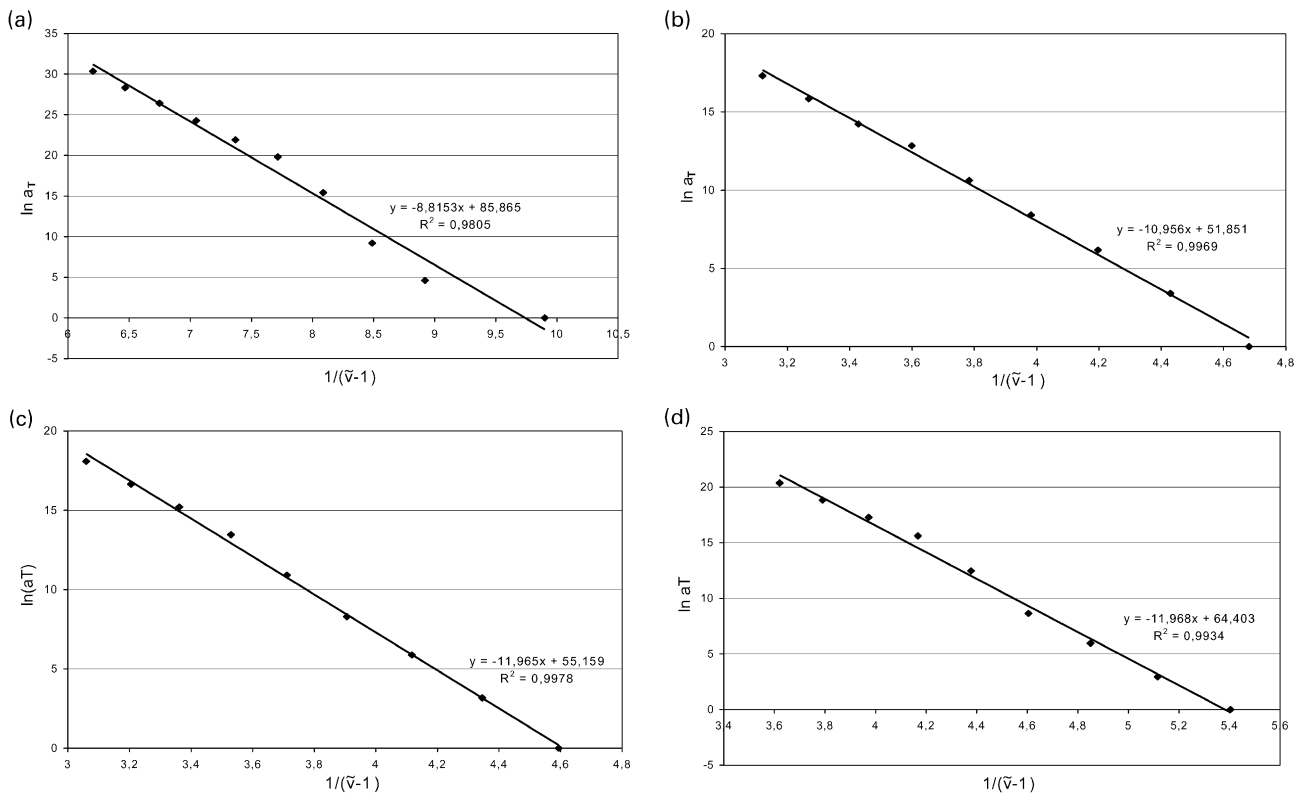 (a)
35
30
25
20
15
10
5
0
-5
ln a_T
y = -8,8153x + 85,865
R² = 0,9805
6 6,5 7 7,5 8 8,5 9 9,5 10 10,5
1/(ṽ-1)
(b)
20
15
10
5
0
ln a_T
y = -10,956x + 51,851
R² = 0,9969
3 3,2 3,4 3,6 3,8 4 4,2 4,4 4,6 4,8
1/(ṽ-1)
(c)
20
15
10
5
0
ln(aT)
y = -11,965x + 55,159
R² = 0,9978
3 3,2 3,4 3,6 3,8 4 4,2 4,4 4,6 4,8
1/(ṽ-1)
(d)
25
20
15
10
5
0
-5
ln aT
y = -11,968x + 64,403
R² = 0,9934
3,4 3,6 3,8 4 4,2 4,4 4,6 4,8 5 5,2 5,4 5,6
1/(ṽ-1)